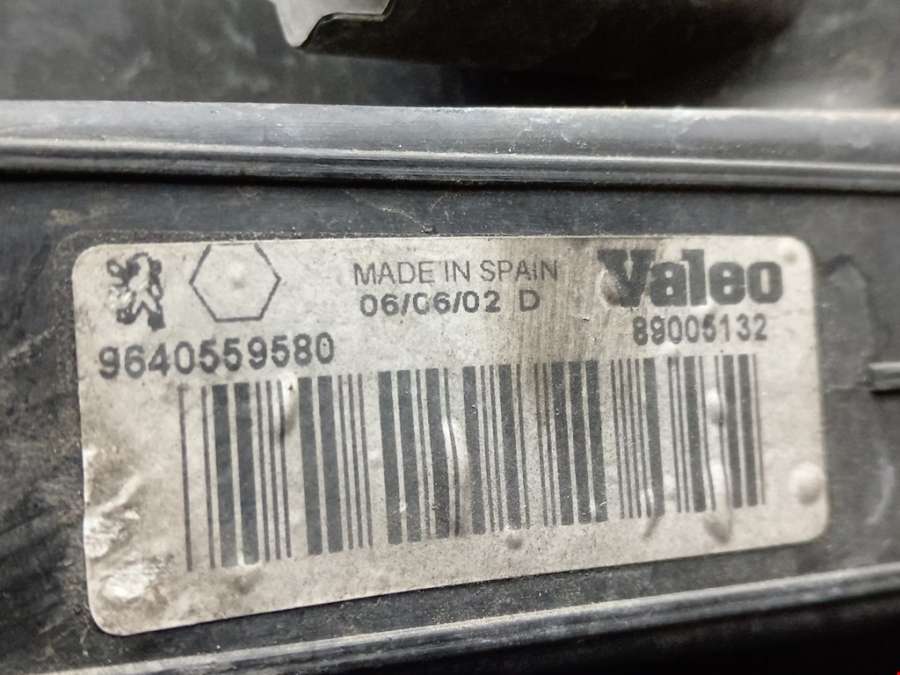 MADE IN SPAIN
06/06/02 D
Valeo
89005132
9640559580